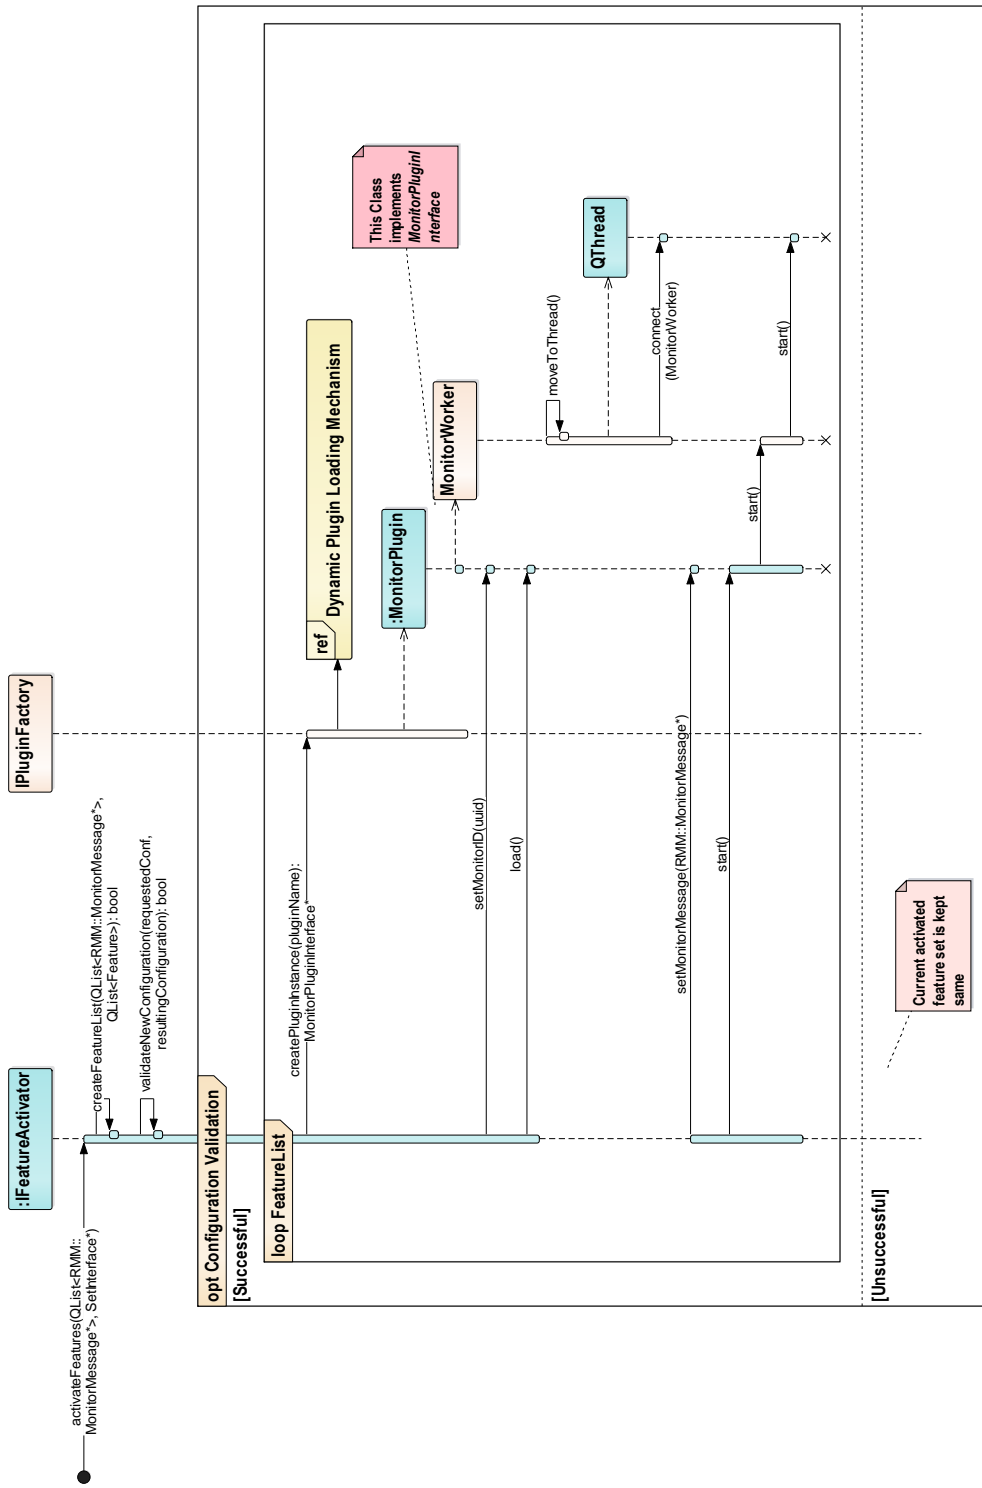 activateFeatures(QList<RMM::
MonitorMessage*>, SetInterface*)
:IFeatureActivator
IPluginFactory
createFeatureList(QList<RMM::MonitorMessage*>,
QList<Feature>): bool
validateNewConfiguration(requestedConf,
resultingConfiguration): bool
opt Configuration Validation
[Successful]
loop FeatureList
createPluginInstance(pluginName):
MonitorPluginInterface*
ref
Dynamic Plugin Loading Mechanism
:MonitorPlugin
This Class
implements
MonitorPluginI
nterface
MonitorWorker
setMonitorID(uuid)
load()
moveToThread()
QThread
connect
(MonitorWorker)
setMonitorMessage(RMM::MonitorMessage*)
start()
start()
start()
[Unsuccessful]
Current activated
feature set is kept
same